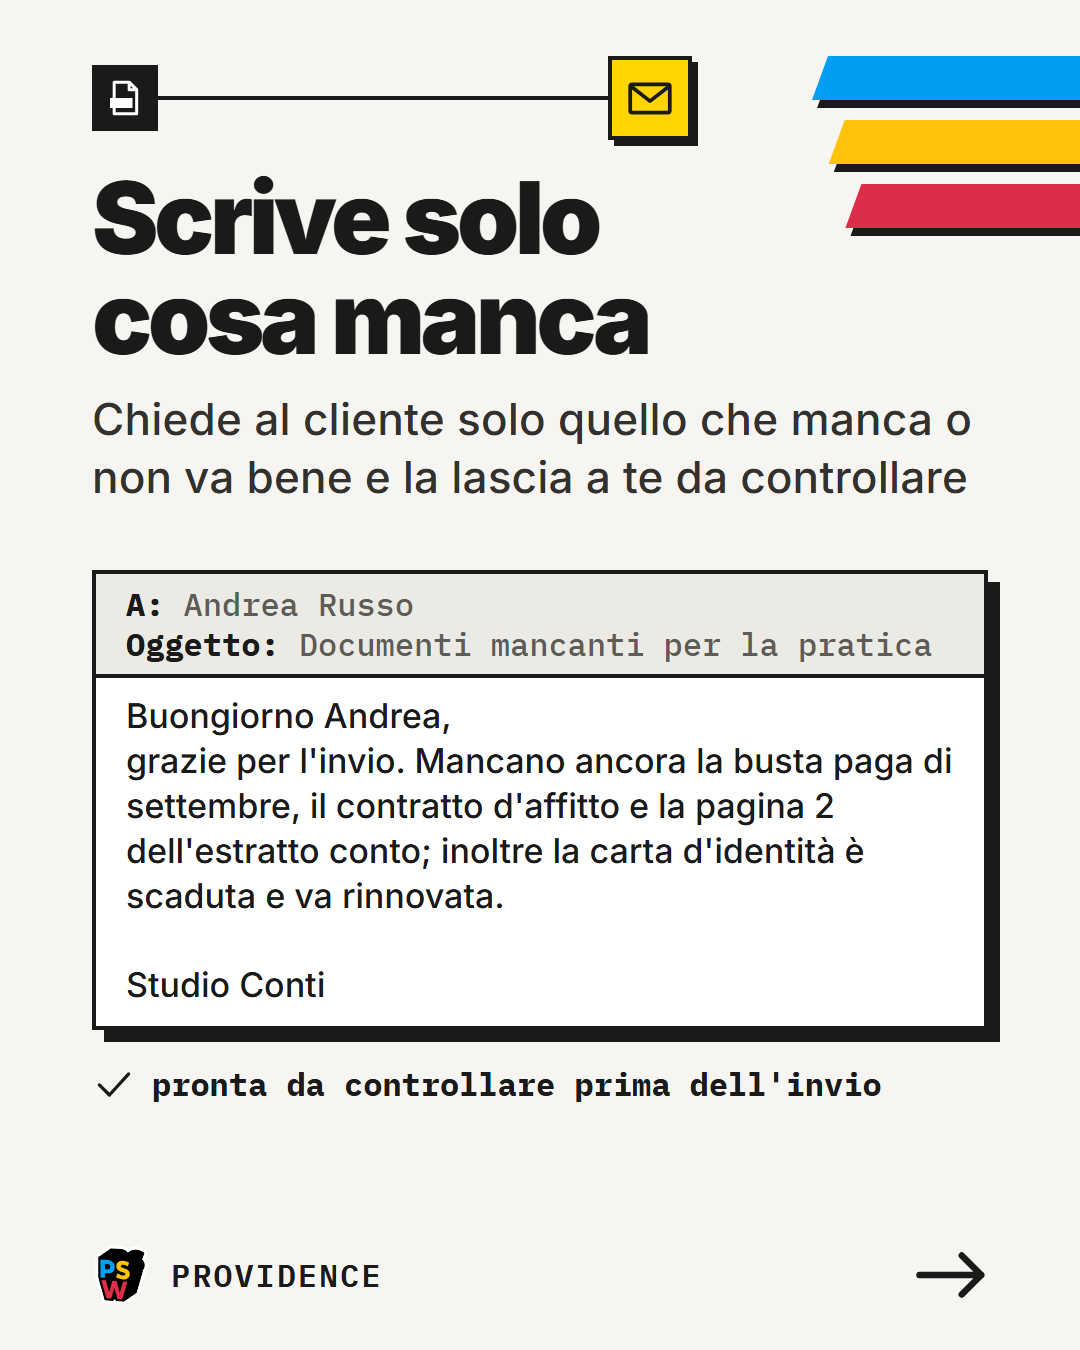 Scrive solo
cosa manca
Chiede al cliente solo quello che manca o
non va bene e la lascia a te da controllare
A: Andrea Russo
Oggetto: Documenti mancanti per la pratica
Buongiorno Andrea,
grazie per l'invio. Mancano ancora la busta paga di
settembre, il contratto d'affitto e la pagina 2
dell'estratto conto; inoltre la carta d'identità è
scaduta e va rinnovata.
Studio Conti
pronta da controllare prima dell'invio
PSW
PROVIDENCE